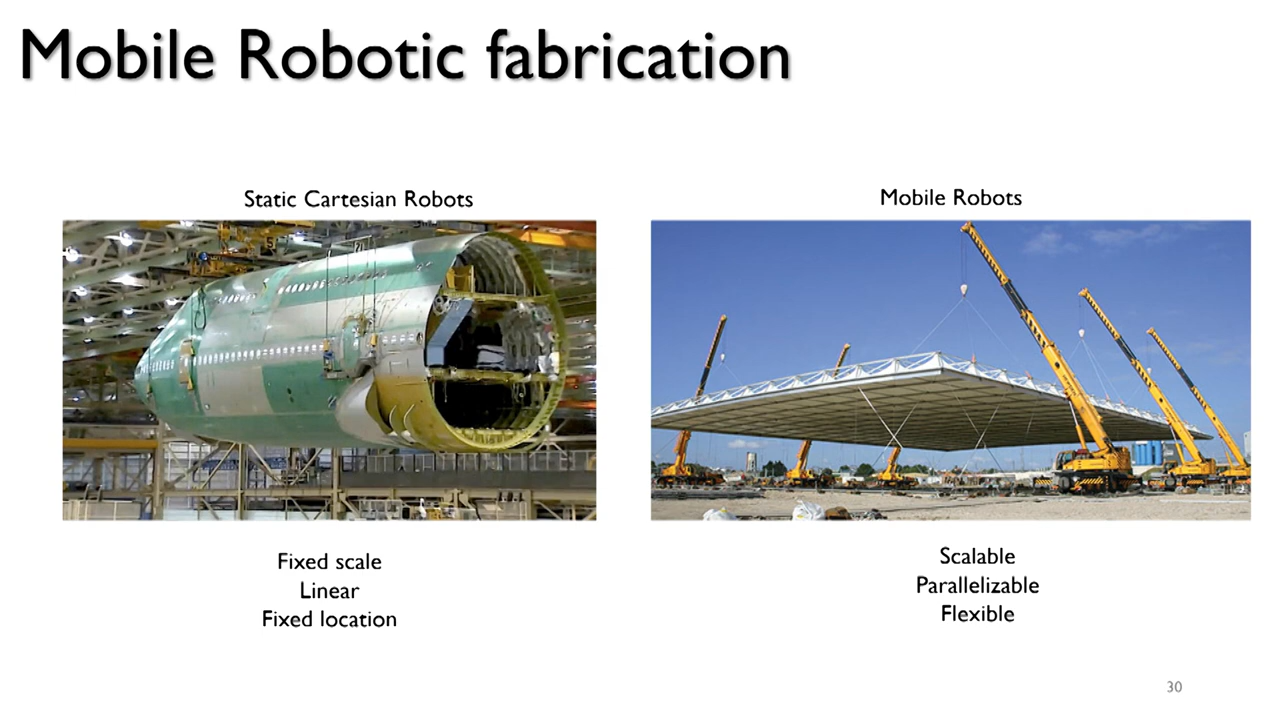 Mobile Robotic fabrication
Static Cartesian Robots
Fixed scale
Linear
Fixed location
Mobile Robots
Scalable
Parallelizable
Flexible
30